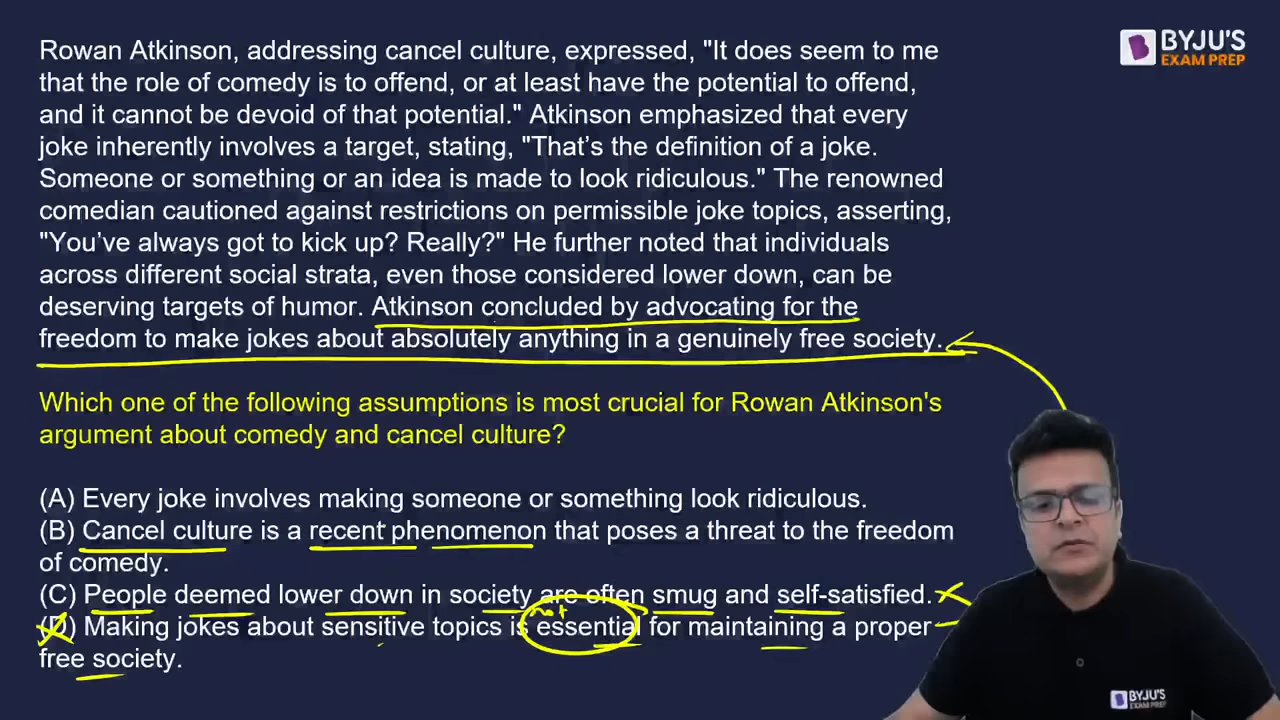 BYJU'S
EXAM PREP
Rowan Atkinson, addressing cancel culture, expressed, "It does seem to me
that the role of comedy is to offend, or at least have the potential to offend,
and it cannot be devoid of that potential." Atkinson emphasized that every
joke inherently involves a target, stating, "That's the definition of a joke.
Someone or something or an idea is made to look ridiculous." The renowned
comedian cautioned against restrictions on permissible joke topics, asserting,
"You've always got to kick up? Really?" He further noted that individuals
across different social strata, even those considered lower down, can be
deserving targets of humor. Atkinson concluded by advocating for the
freedom to make jokes about absolutely anything in a genuinely free society.
Which one of the following assumptions is most crucial for Rowan Atkinson's
argument about comedy and cancel culture?
(A) Every joke involves making someone or something look ridiculous.
(B) Cancel culture is a recent phenomenon that poses a threat to the freedom
of comedy.
(C) People deemed lower down in society are often smug and self-satisfied.
not
(D) Making jokes about sensitive topics is essential for maintaining a proper
free society.
BYJU'S
EXAM PREP